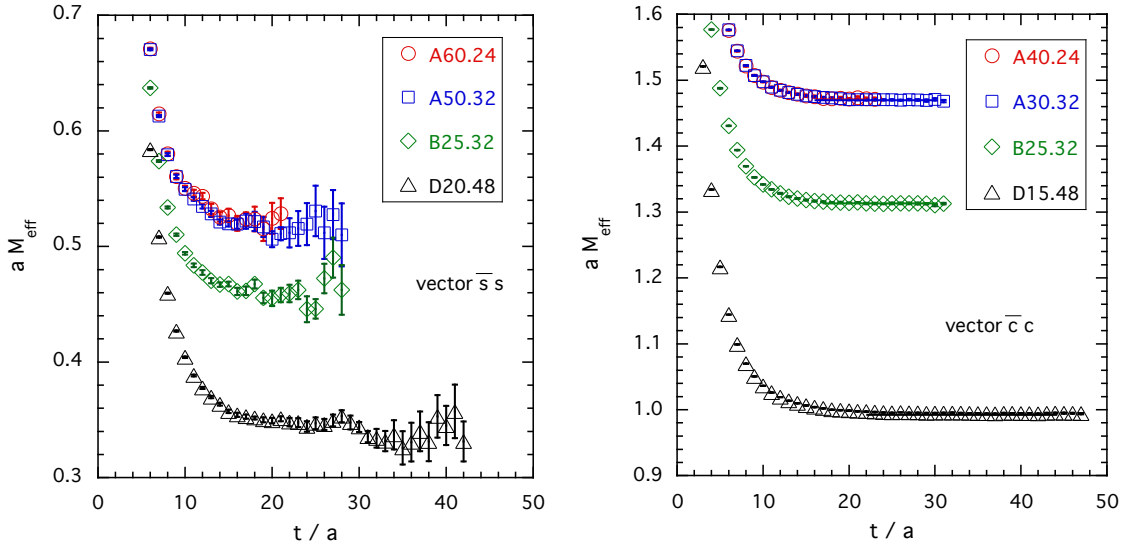 0.7
0.6
0.5
0.4
0.3
a M_eff
0 10 20 30 40 50
t / a
A60.24
A50.32
B25.32
D20.48
vector s̅ s
1.6
1.5
1.4
1.3
1.2
1.1
1.0
0.9
a M_eff
0 10 20 30 40 50
t / a
A40.24
A30.32
B25.32
D15.48
vector c̅ c